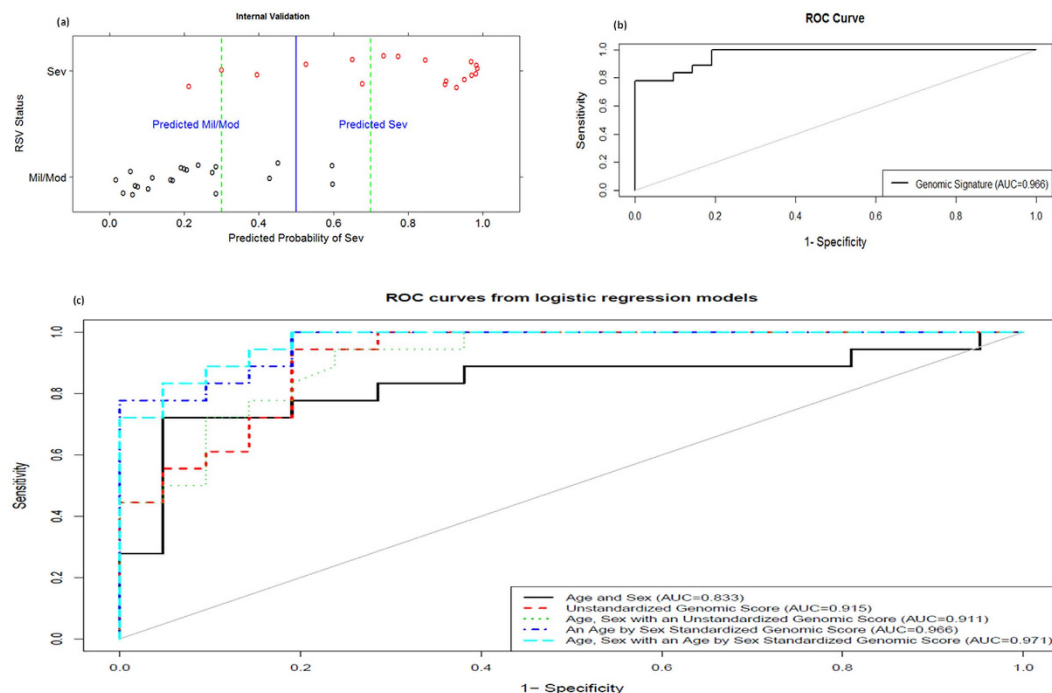 (a)
Internal Validation
RSV Status
Sev
Mil/Mod
Predicted Mil/Mod
Predicted Sev
0.0 0.2 0.4 0.6 0.8 1.0
Predicted Probability of Sev
ROC Curve
Sensitivity
0.0 0.2 0.4 0.6 0.8 1.0
Genomic Signature (AUC=0.966)
0.0 0.2 0.4 0.6 0.8 1.0
1- Specificity
(b)
(c)
ROC curves from logistic regression models
Sensitivity
0.0 0.2 0.4 0.6 0.8 1.0
Age and Sex (AUC=0.833)
Unstandardized Genomic Score (AUC=0.915)
Age, Sex with an Unstandardized Genomic Score (AUC=0.911)
An Age by Sex Standardized Genomic Score (AUC=0.966)
Age, Sex with an Age by Sex Standardized Genomic Score (AUC=0.971)
0.0 0.2 0.4 0.6 0.8 1.0
1- Specificity